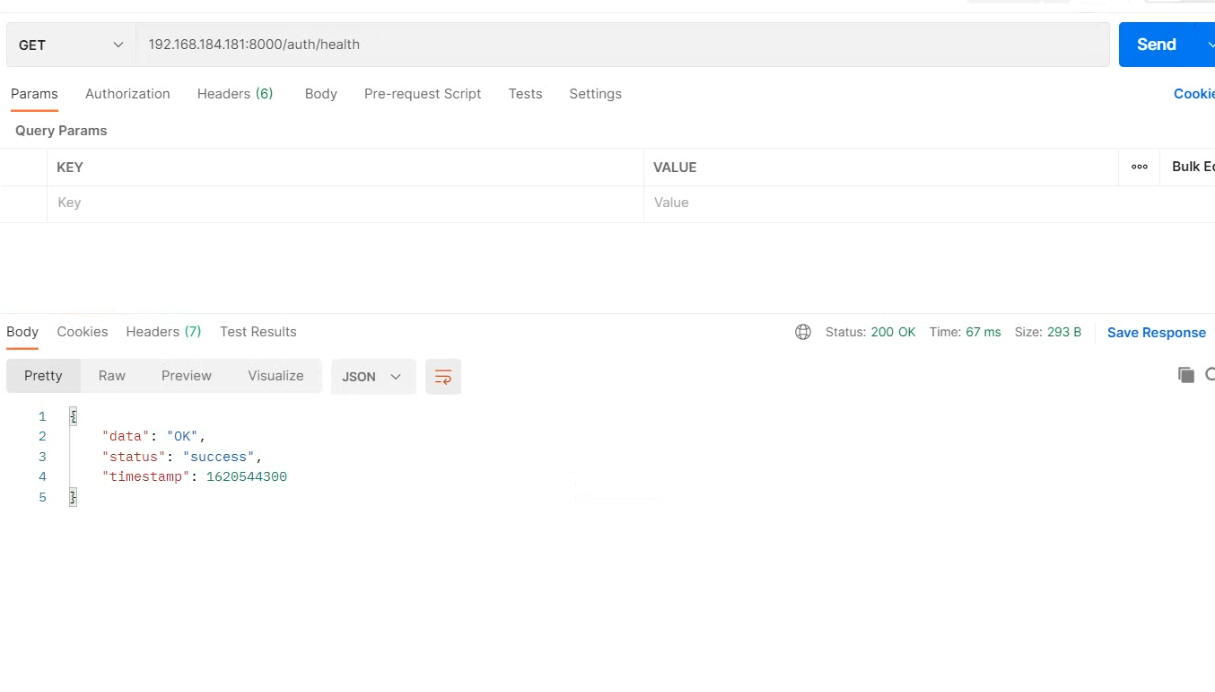 GET 192.168.184.181:8000/auth/health Send
Params Authorization Headers (6) Body Pre-request Script Tests Settings Cookie
Query Params
KEY VALUE ooo Bulk Ed
Key Value
Body Cookies Headers (7) Test Results Status: 200 OK Time: 67 ms Size: 293 B Save Response
Pretty Raw Preview Visualize JSON
1 {
2 "data": "OK",
3 "status": "success",
4 "timestamp": 1620544300
5 }